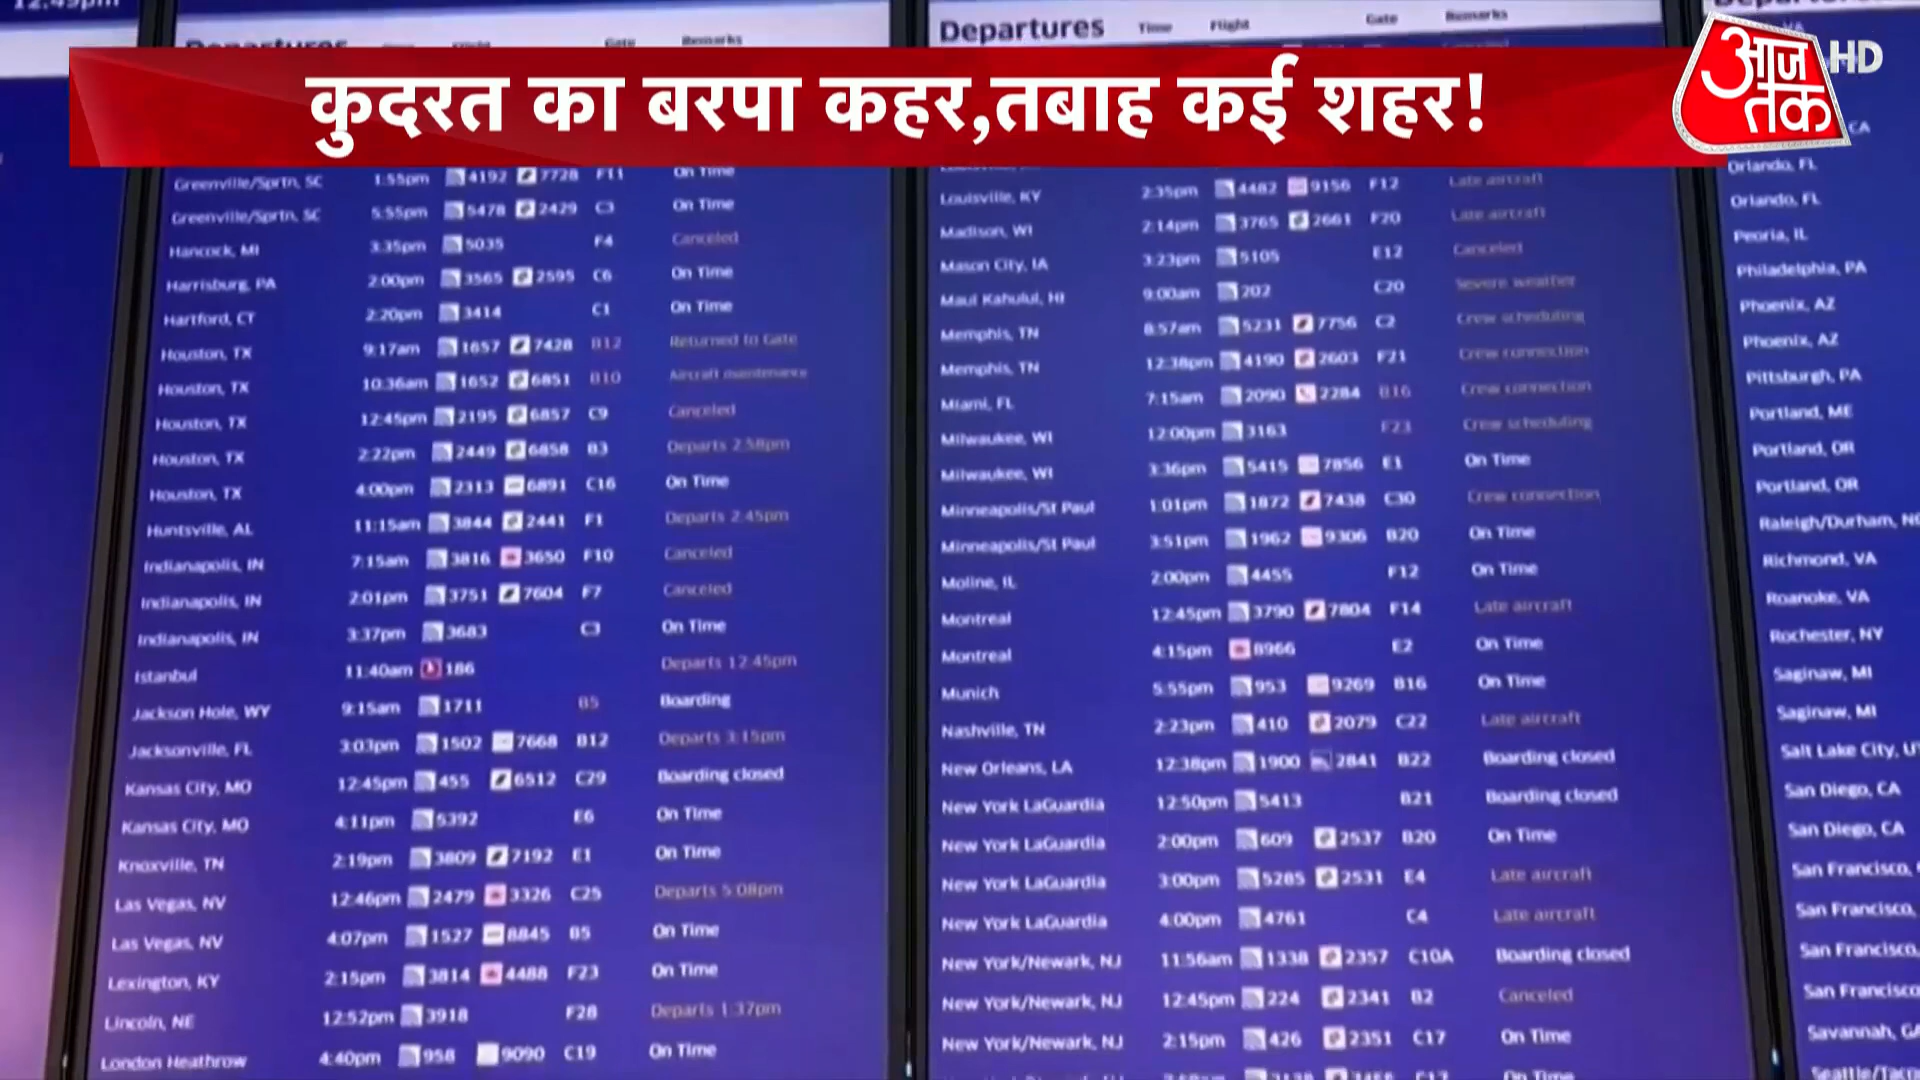 12:49pm
Departures Time Flight Gate Remarks
Departures Flight Gate Remarks
कुदरत का बरपा कहर,तबाह कई शहर!
आज तक HD
Greenville/Sprtn, SC 1:55pm 4192 7728 F11 On Time
Greenville/Sprtn, SC 5:55pm 5478 2429 C3 On Time
Hancock, MI 3:35pm 5035 F4 Canceled
Harrisburg, PA 2:00pm 3565 2595 C6 On Time
Hartford, CT 2:20pm 3414 C1 On Time
Houston, TX 9:17am 1657 7428 B12 Returned to Gate
Houston, TX 10:36am 1652 6851 B10 Aircraft maintenance
Houston, TX 12:45pm 2195 6857 C9 Canceled
Houston, TX 2:22pm 2449 6858 B3 Departs 2:58pm
Houston, TX 4:00pm 2313 6891 C16 On Time
Huntsville, AL 11:15am 3844 2441 F1 Departs 2:45pm
Indianapolis, IN 7:15am 3816 3650 F10 Canceled
Indianapolis, IN 2:01pm 3751 7604 F7 Canceled
Indianapolis, IN 3:37pm 3683 C3 On Time
Istanbul 11:40am 186 Departs 12:45pm
Jackson Hole, WY 9:15am 1711 B5 Boarding
Jacksonville, FL 3:03pm 1502 7668 B12 Departs 3:15pm
Kansas City, MO 12:45pm 455 6512 C29 Boarding closed
Kansas City, MO 4:11pm 5392 E6 On Time
Knoxville, TN 2:19pm 3809 7192 E1 On Time
Las Vegas, NV 12:46pm 2479 3326 C25 Departs 5:08pm
Las Vegas, NV 4:07pm 1527 8845 B5 On Time
Lexington, KY 2:15pm 3814 4488 F23 On Time
Lincoln, NE 12:52pm 3918 F28 Departs 1:37pm
London Heathrow 4:40pm 958 9090 C19 On Time
Louisville, KY 2:35pm 4482 9156 F12 Late aircraft
Madison, WI 2:14pm 3765 2661 F20 Late aircraft
Mason City, IA 3:23pm 5105 E12 Canceled
Maui Kahului, HI 9:00am 202 C20 Severe weather
Memphis, TN 8:57am 5231 7756 C2 Crew scheduling
Memphis, TN 12:38pm 4190 2603 F21 Crew connection
Miami, FL 7:15am 2090 2284 B16 Crew connection
Milwaukee, WI 12:00pm 3163 F23 Crew scheduling
Milwaukee, WI 3:36pm 5415 7856 E1 On Time
Minneapolis/St Paul 1:01pm 1872 7438 C30 Crew connection
Minneapolis/St Paul 3:51pm 1962 9306 B20 On Time
Moline, IL 2:00pm 4455 F12 On Time
Montreal 12:45pm 3790 7804 F14 Late aircraft
Montreal 4:15pm 8966 E2 On Time
Munich 5:55pm 953 9269 B16 On Time
Nashville, TN 2:23pm 410 2079 C22 Late aircraft
New Orleans, LA 12:38pm 1900 2841 B22 Boarding closed
New York LaGuardia 12:50pm 5413 B21 Boarding closed
New York LaGuardia 2:00pm 609 2537 B20 On Time
New York LaGuardia 3:00pm 5285 2531 E4 Late aircraft
New York LaGuardia 4:00pm 4761 C4 Late aircraft
New York/Newark, NJ 11:56am 1338 2357 C10A Boarding closed
New York/Newark, NJ 12:45pm 224 2341 B2 Canceled
New York/Newark, NJ 2:15pm 426 2351 C17 On Time
On Time
CA
Orlando, FL
Orlando, FL
Peoria, IL
Philadelphia, PA
Phoenix, AZ
Phoenix, AZ
Pittsburgh, PA
Portland, ME
Portland, OR
Portland, OR
Raleigh/Durham,
Richmond, VA
Roanoke, VA
Rochester, NY
Saginaw, MI
Saginaw, MI
Salt Lake City,
San Diego, CA
San Diego, CA
San Francisco,
San Francisco,
San Francisco,
San Francisco
Savannah,